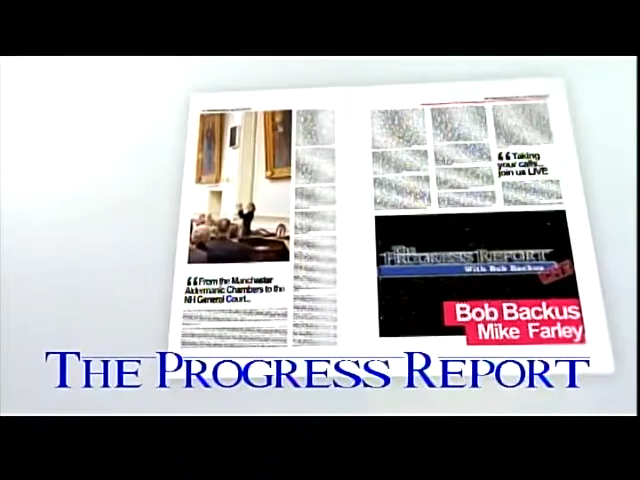 ❝ Taking
your calls...
join us LIVE
The
PROGRESS REPORT
With Bob Backus
❝ From the Manchester
Aldermanic Chambers to the
NH General Court...
Bob Backus
Mike Farley
THE PROGRESS REPORT